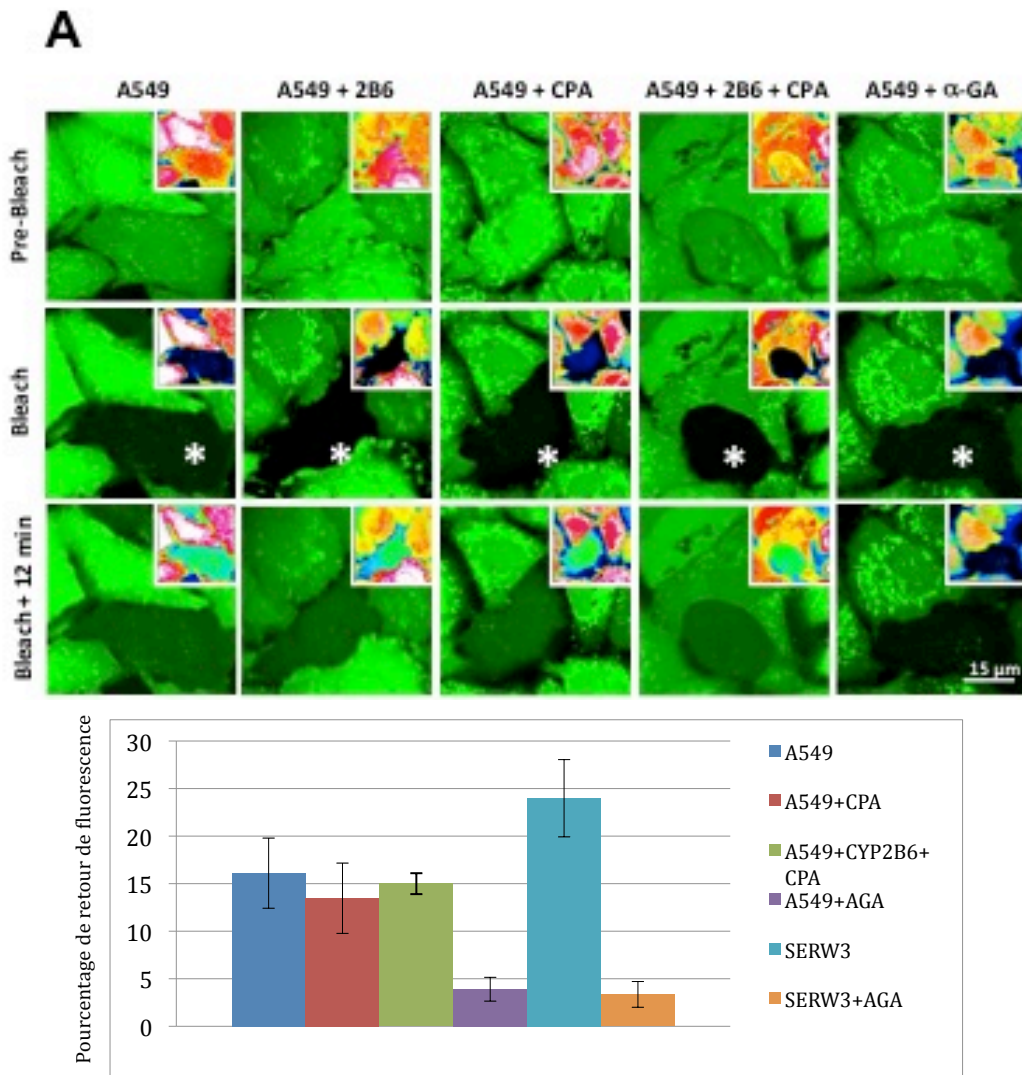 A
A549 A549 + 2B6 A549 + CPA A549 + 2B6 + CPA A549 + α-GA
Pre-Bleach
Bleach
* * * * *
Bleach + 12 min
15 µm
Pourcentage de retour de fluorescence
30
25
20
15
10
5
0
A549
A549+CPA
A549+CYP2B6+
CPA
A549+AGA
SERW3
SERW3+AGA